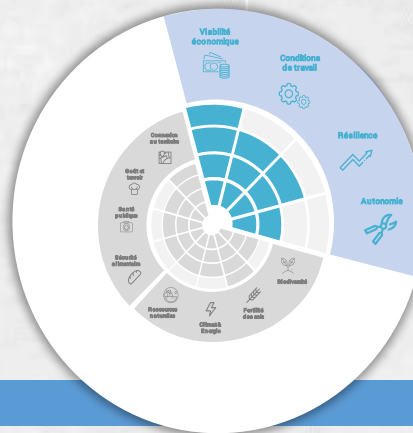 Viabilité
économique
Conditions
de travail
Résilience
Autonomie
Connexion
au territoire
Goût et
terroir
Santé
publique
Sécurité
alimentaire
Ressources
naturelles
Climat &
Energie
Fertilité
des sols
Biodiversité